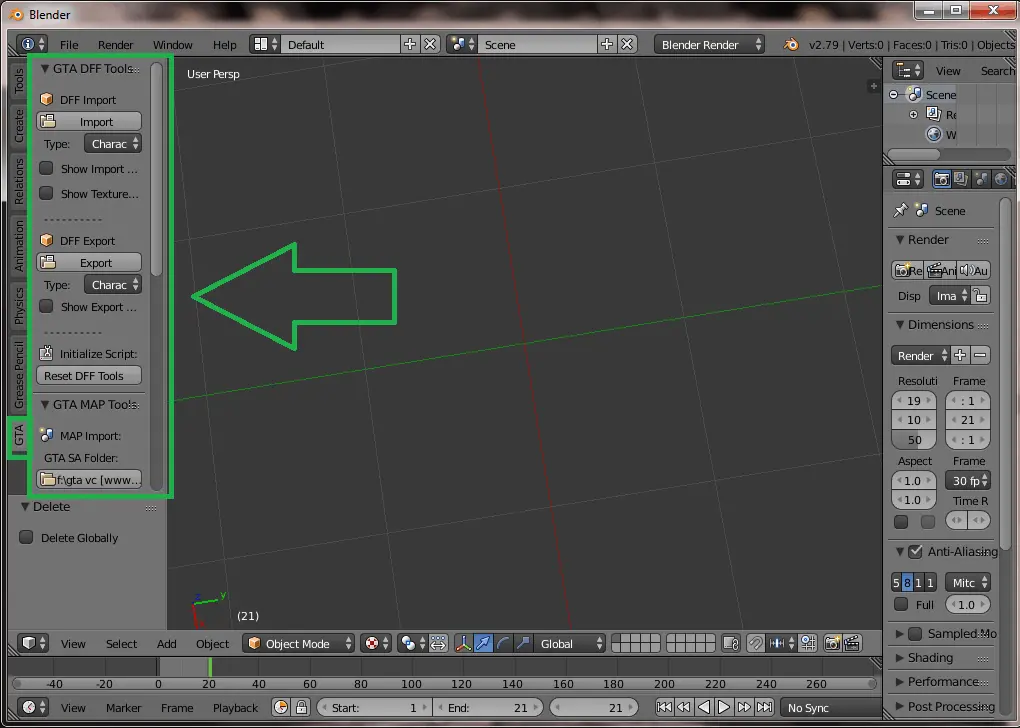 Blender
File Render Window Help Default Scene Blender Render v2.79 | Verts:0 | Faces:0 | Tris:0 | Objects
Tools
Create
Relations
Animation
Physics
Grease Pencil
GTA
GTA DFF Tools
DFF Import
Import
Type: Charac
Show Import ...
Show Texture...
- - - - - - - - - -
DFF Export
Export
Type: Charac
Show Export ...
- - - - - - - - - -
Initialize Script:
Reset DFF Tools
GTA MAP Tools
MAP Import:
GTA SA Folder:
f:\gta vc [www...
Delete
Delete Globally
User Persp
y
(21)
View Select Add Object Object Mode Global
-40 -20 0 20 40 60 80 100 120 140 160 180 200 220 240 260
View Marker Frame Playback Start: 1 End: 21 21 No Sync
View Search
Scene
Re
W
Scene
Render
Re Ani Au
Disp Ima
Dimensions
Render
Resoluti Frame
19 : 1
10 21
50 : 1
Aspect Frame
1.0 30 fp
1.0 Time R
Anti-Aliasing
5 8 1 1 Mitc
Full 1.0
Sampled Mo
Shading
Performance
Post Processing